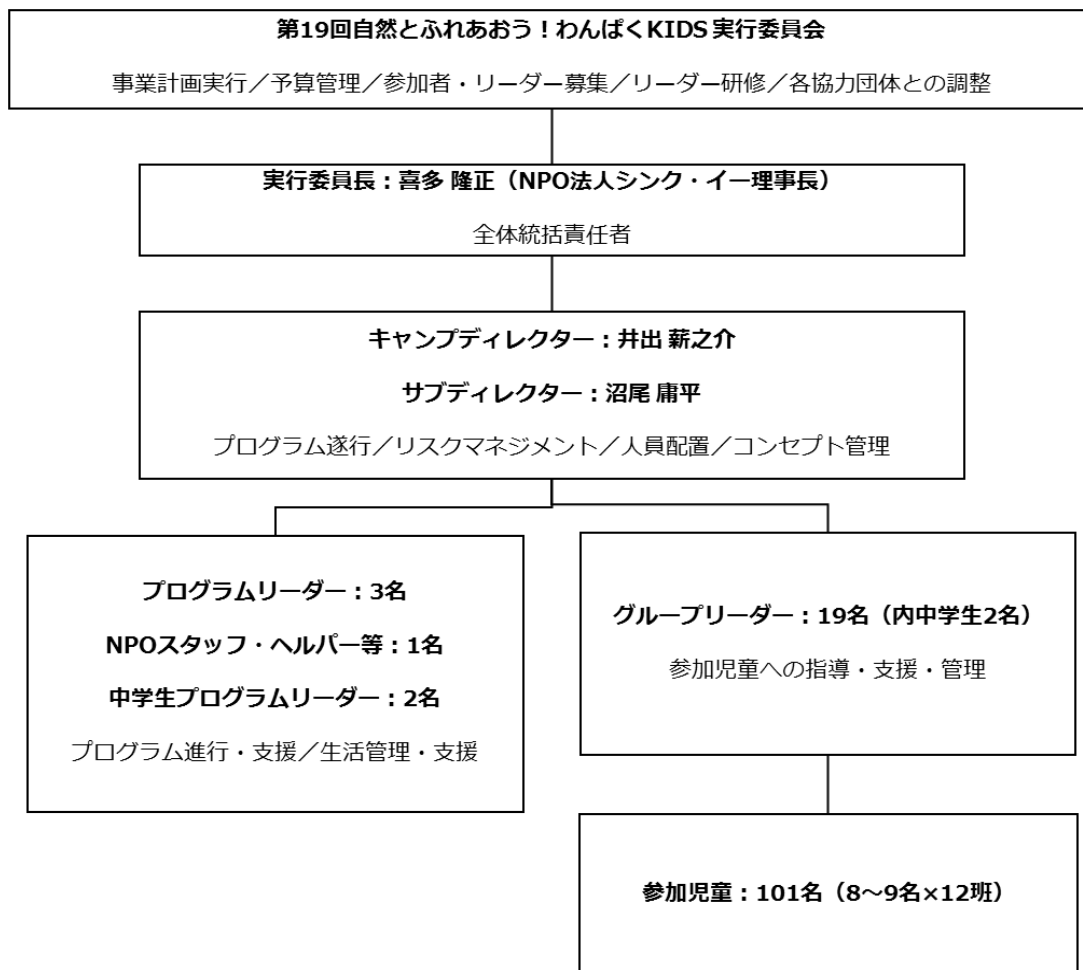 第19回自然とふれあおう！わんぱくKIDS 実行委員会
事業計画実行／予算管理／参加者・リーダー募集／リーダー研修／各協力団体との調整
実行委員長：喜多 隆正（NPO法人シンク・イー理事長）
全体統括責任者
キャンプディレクター：井出 薪之介
サブディレクター：沼尾 庸平
プログラム遂行／リスクマネジメント／人員配置／コンセプト管理
プログラムリーダー：3名
NPOスタッフ・ヘルパー等：1名
中学生プログラムリーダー：2名
プログラム進行・支援／生活管理・支援
グループリーダー：19名（内中学生2名）
参加児童への指導・支援・管理
参加児童：101名（8～9名×12班）